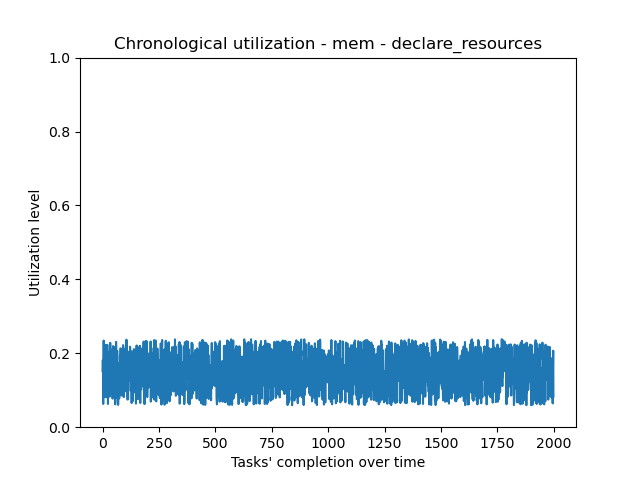 Chronological utilization - mem - declare_resources
1.0
0.8
0.6
0.4
0.2
0.0
Utilization level
0 250 500 750 1000 1250 1500 1750 2000
Tasks' completion over time